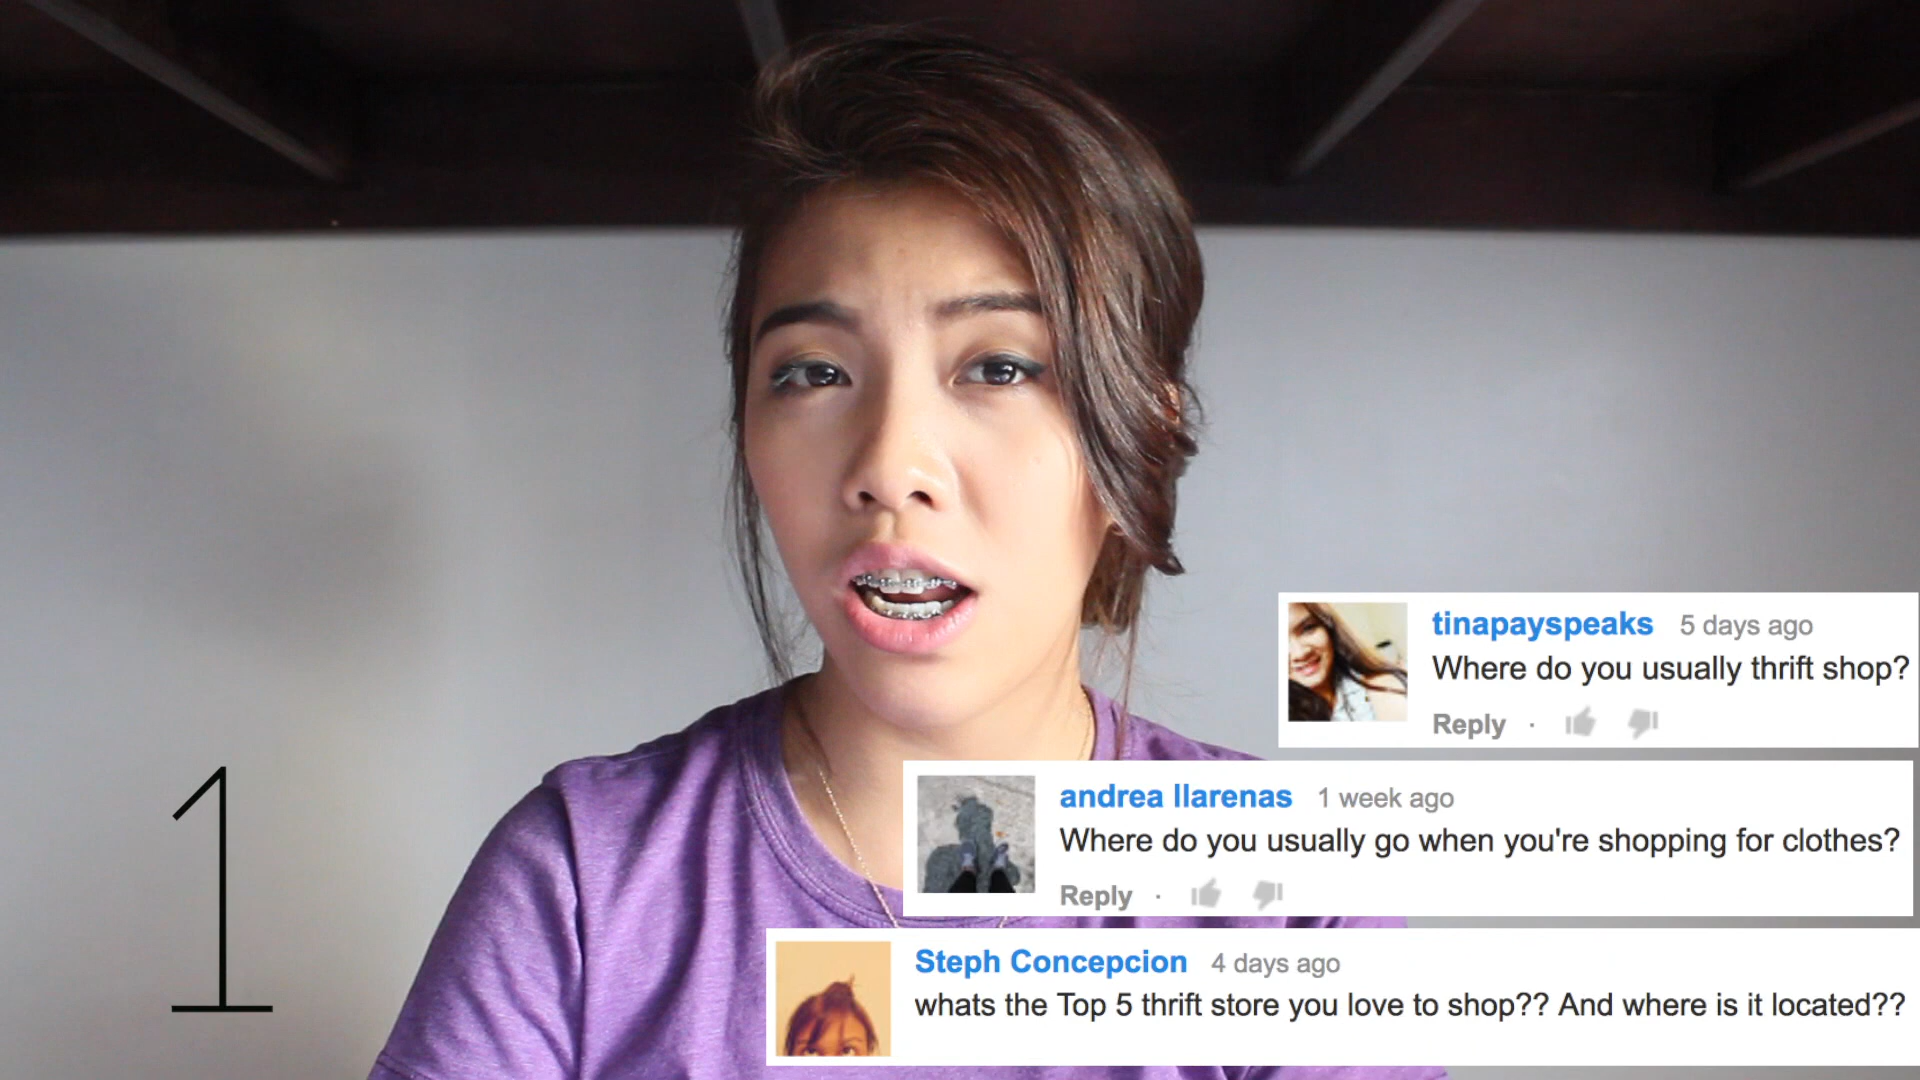 tinapayspeaks 5 days ago
Where do you usually thrift shop?
Reply ·
andrea llarenas 1 week ago
Where do you usually go when you're shopping for clothes?
Reply ·
Steph Concepcion 4 days ago
whats the Top 5 thrift store you love to shop?? And where is it located??
1